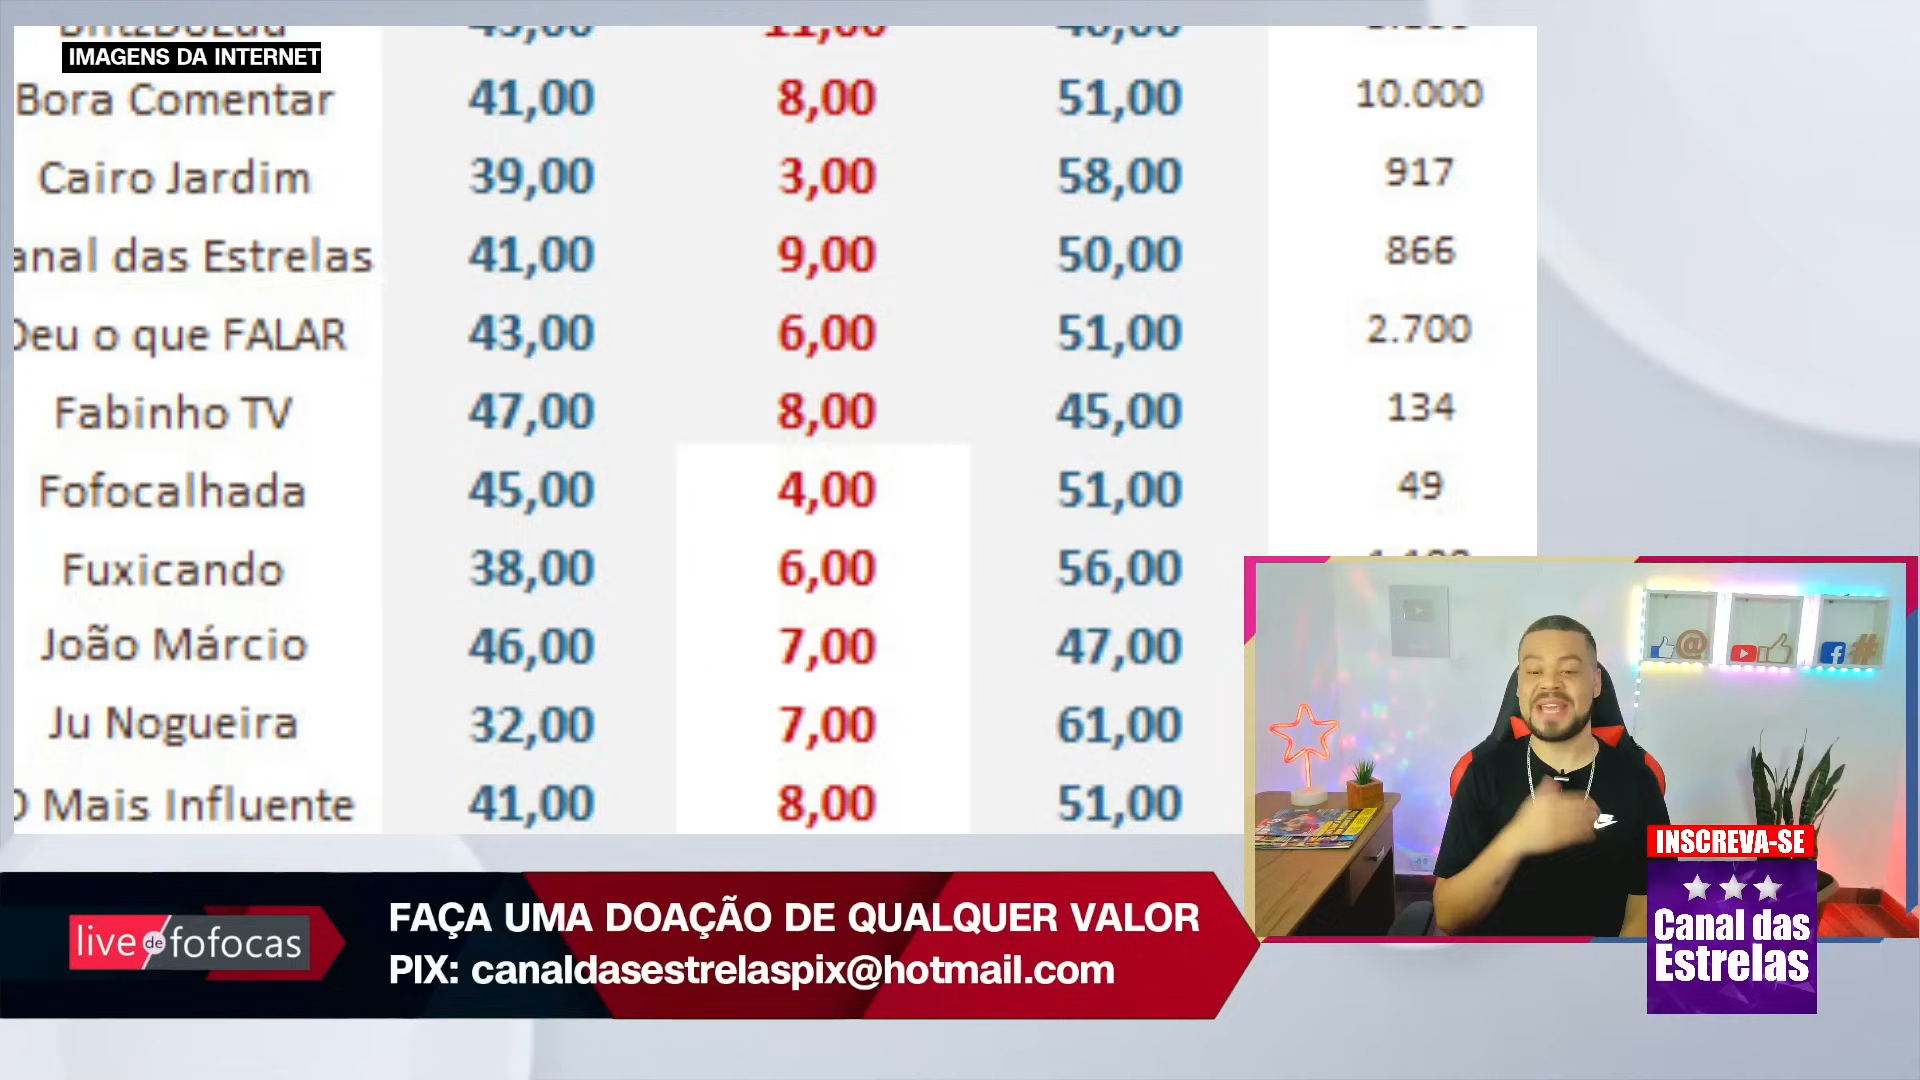 IMAGENS DA INTERNET
Bora Comentar 41,00 8,00 51,00 10.000
Cairo Jardim 39,00 3,00 58,00 917
anal das Estrelas 41,00 9,00 50,00 866
Deu o que FALAR 43,00 6,00 51,00 2.700
Fabinho TV 47,00 8,00 45,00 134
Fofocalhada 45,00 4,00 51,00 49
Fuxicando 38,00 6,00 56,00
João Márcio 46,00 7,00 47,00
Ju Nogueira 32,00 7,00 61,00
O Mais Influente 41,00 8,00 51,00
live de fofocas
FAÇA UMA DOAÇÃO DE QUALQUER VALOR
PIX: canaldasestrelaspix@hotmail.com
INSCREVA-SE
Canal das
Estrelas